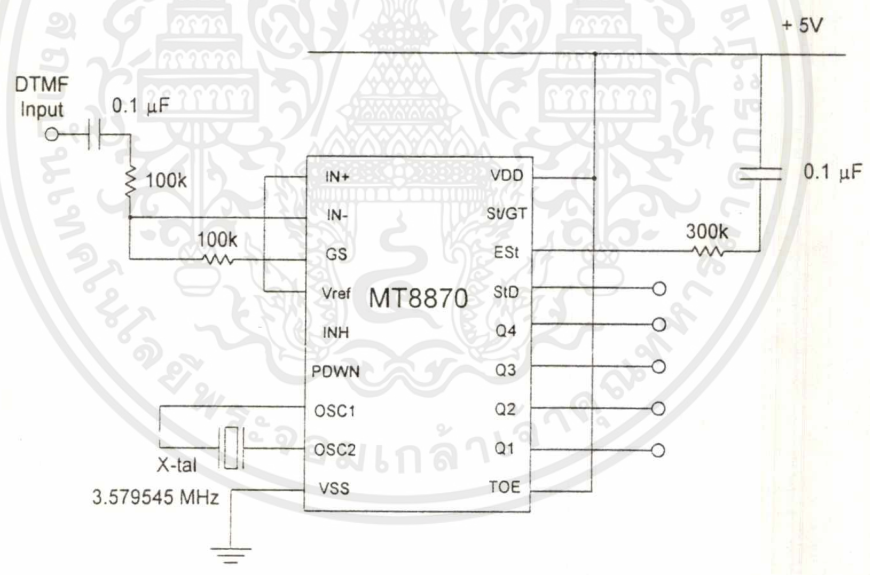 + 5V
DTMF
Input
0.1 µF
100k
100k
IN+
IN-
GS
Vref
INH
PDWN
OSC1
OSC2
VSS
MT8870
VDD
St/GT
ESt
StD
Q4
Q3
Q2
Q1
TOE
300k
0.1 µF
X-tal
3.579545 MHz